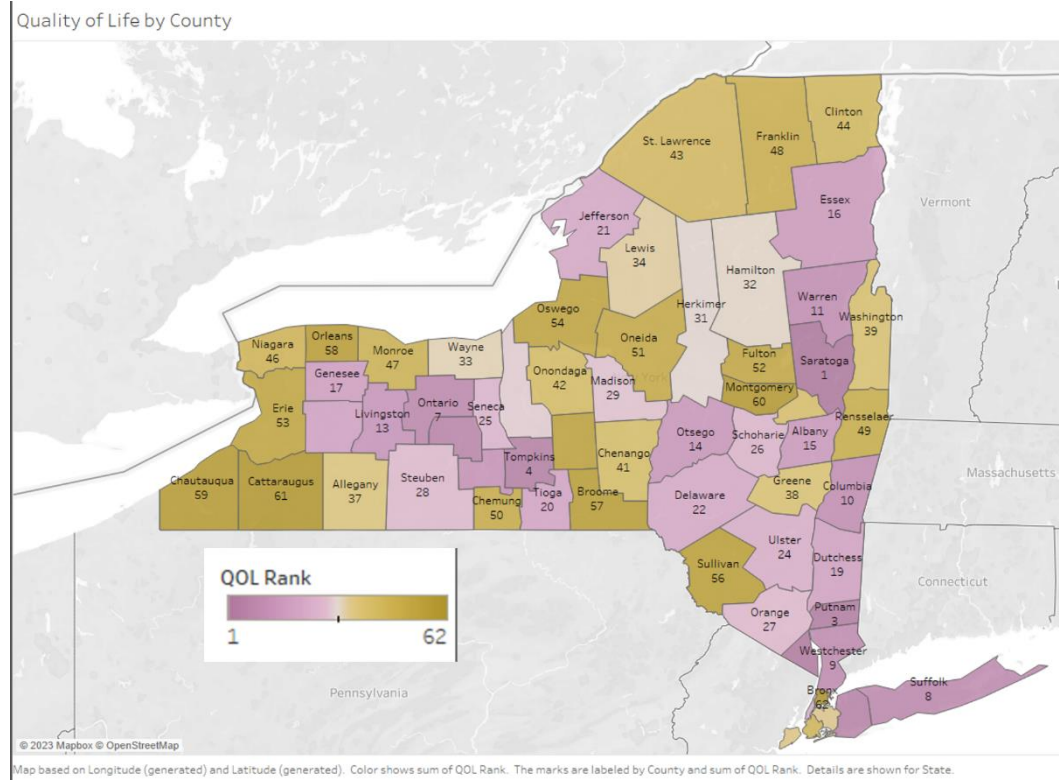 Quality of Life by County
Clinton
44
St. Lawrence
43
Franklin
48
Essex
16
Vermont
Jefferson
21
Lewis
34
Hamilton
32
Herkimer
31
Warren
11
Washington
39
Oswego
54
Oneida
51
Fulton
52
Saratoga
1
Niagara
46
Orleans
58
Monroe
47
Wayne
33
Onondaga
42
Madison
29
Montgomery
60
Genesee
17
Ontario
7
Seneca
25
Livingston
13
Erie
53
Otsego
14
Schoharie
26
Albany
15
Rensselaer
49
Massachusetts
Chautauqua
59
Cattaraugus
61
Allegany
37
Steuben
28
Tompkins
4
Chenango
41
Chemung
50
Tioga
20
Broome
57
Delaware
22
Greene
38
Columbia
10
Ulster
24
Dutchess
19
Sullivan
56
Connecticut
Orange
27
Putnam
3
Westchester
9
Suffolk
8
Bronx
62
QOL Rank
1 62
Pennsylvania
© 2023 Mapbox © OpenStreetMap
Map based on Longitude (generated) and Latitude (generated). Color shows sum of QOL Rank. The marks are labeled by County and sum of QOL Rank. Details are shown for State.